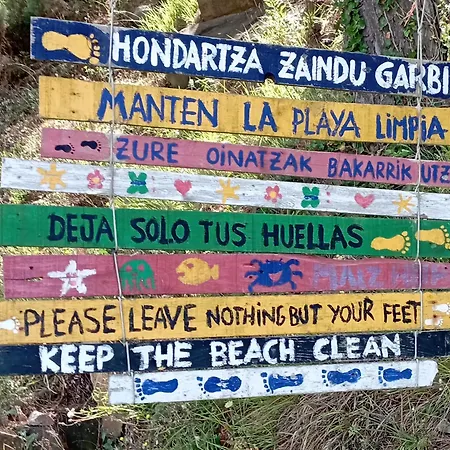 HONDARTZA ZAINDU GARBI
MANTEN LA PLAYA LIMPIA
ZURE OINATZAK BAKARRIK UTZ
DEJA SOLO TUS HUELLAS
PLEASE LEAVE NOTHING BUT YOUR FEET
KEEP THE BEACH CLEAN